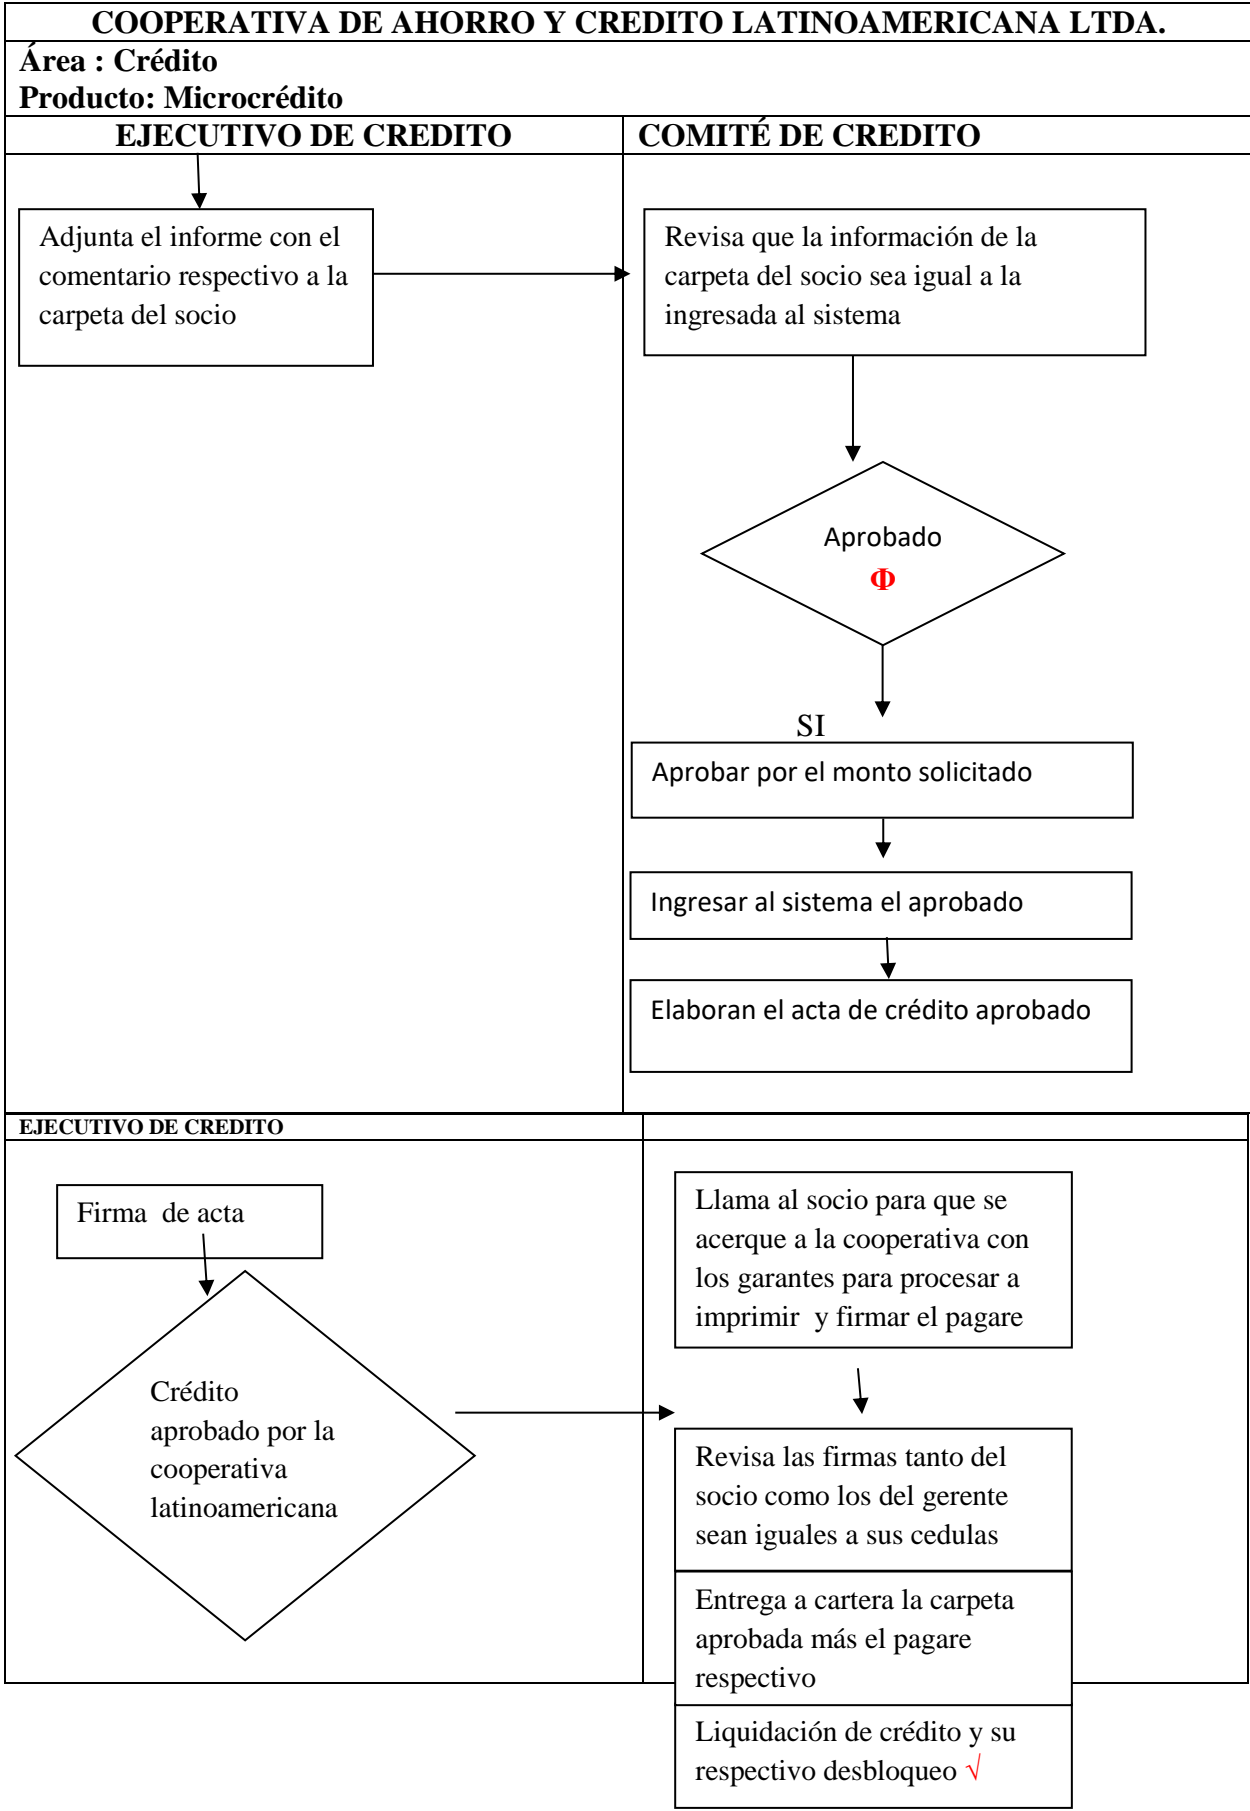 COOPERATIVA DE AHORRO Y CREDITO LATINOAMERICANA LTDA.
Área : Crédito
Producto: Microcrédito
EJECUTIVO DE CREDITO
COMITÉ DE CREDITO
Adjunta el informe con el
comentario respectivo a la
carpeta del socio
Revisa que la información de la
carpeta del socio sea igual a la
ingresada al sistema
Aprobado
Φ
SI
Aprobar por el monto solicitado
Ingresar al sistema el aprobado
Elaboran el acta de crédito aprobado
EJECUTIVO DE CREDITO
Firma de acta
Crédito
aprobado por la
cooperativa
latinoamericana
Llama al socio para que se
acerque a la cooperativa con
los garantes para procesar a
imprimir y firmar el pagare
Revisa las firmas tanto del
socio como los del gerente
sean iguales a sus cedulas
Entrega a cartera la carpeta
aprobada más el pagare
respectivo
Liquidación de crédito y su
respectivo desbloqueo √